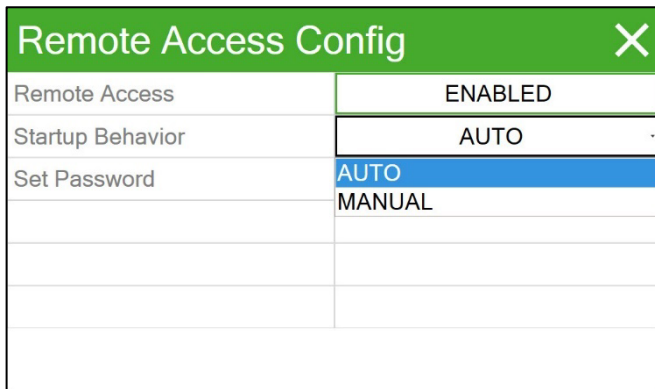 Remote Access Config
Remote Access ENABLED
Startup Behavior AUTO
Set Password AUTO
MANUAL